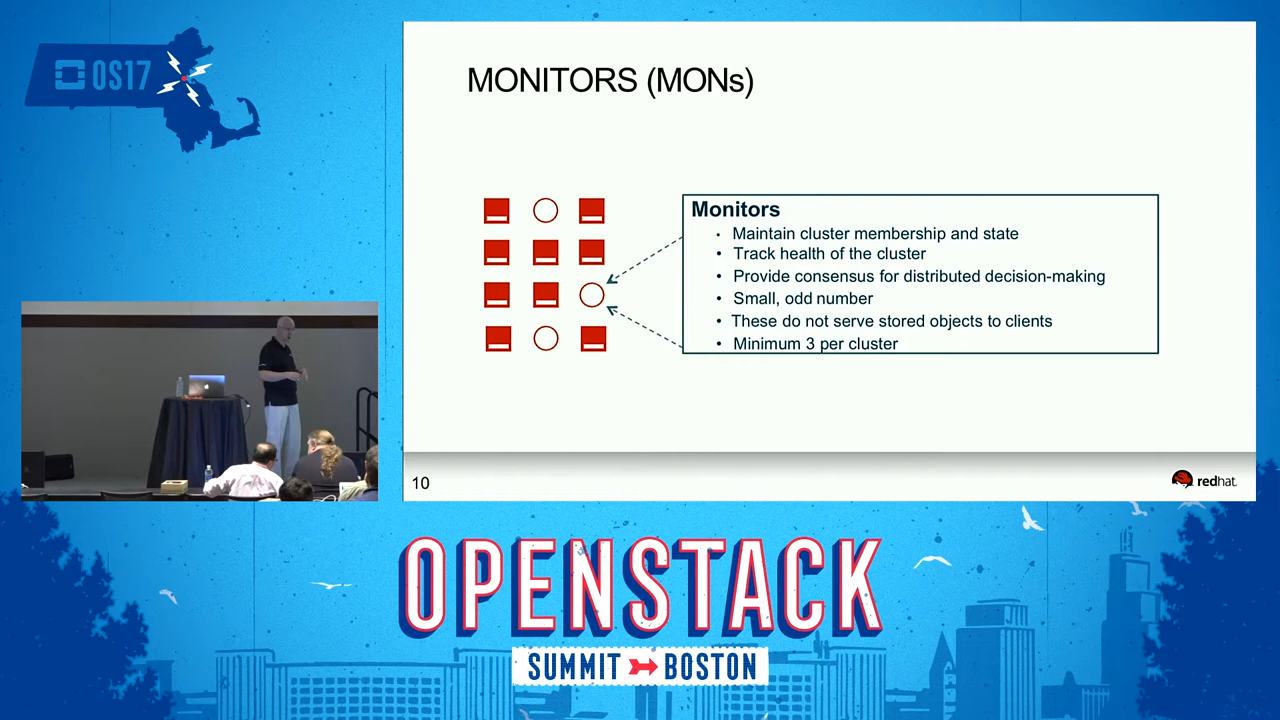 OS17
MONITORS (MONs)
Monitors
• Maintain cluster membership and state
• Track health of the cluster
• Provide consensus for distributed decision-making
• Small, odd number
• These do not serve stored objects to clients
• Minimum 3 per cluster
10
redhat.
OPENSTACK
SUMMIT BOSTON